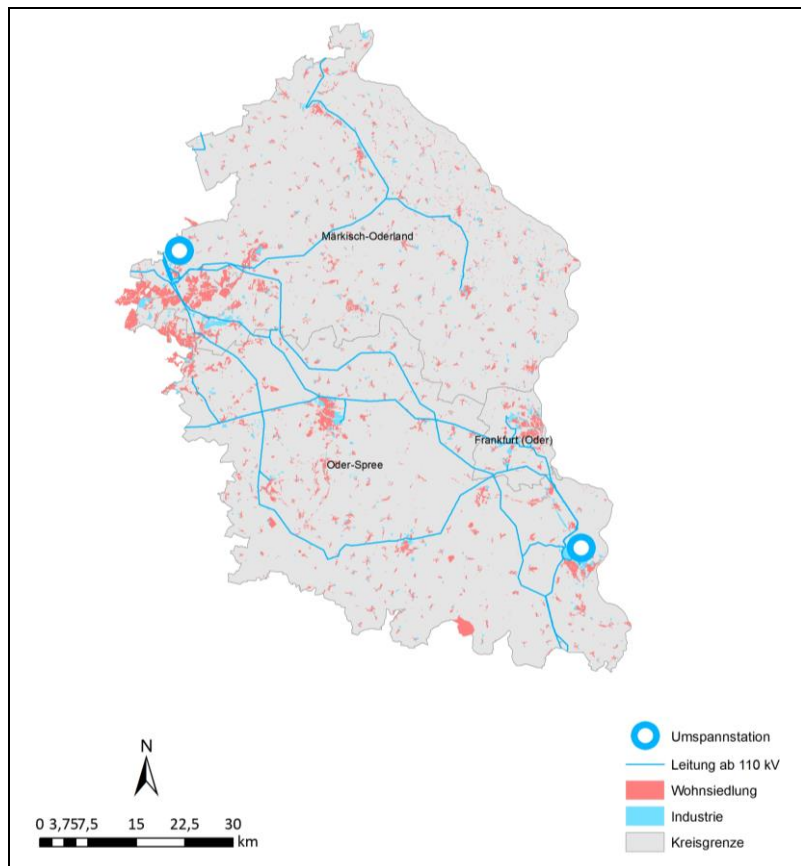 Märkisch-Oderland
Frankfurt (Oder)
Oder-Spree
Umspannstation
Leitung ab 110 kV
Wohnsiedlung
Industrie
Kreisgrenze
N
0 3,757,5 15 22,5 30
km